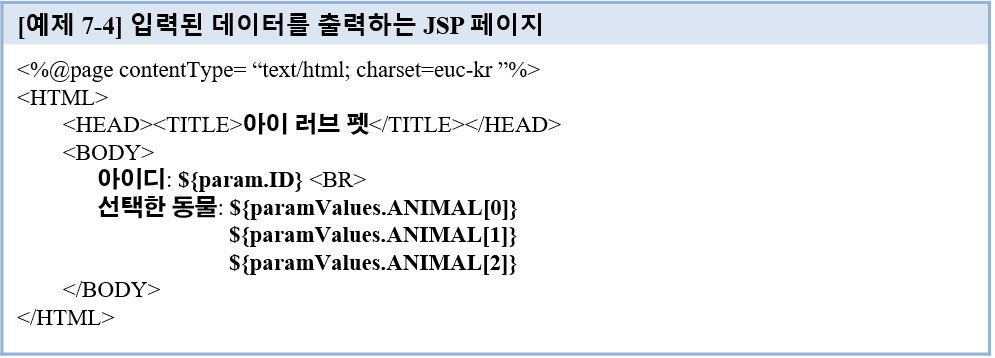 [예제 7-4] 입력된 데이터를 출력하는 JSP 페이지
<%@page contentType= “text/html; charset=euc-kr ”%>
<HTML>
<HEAD><TITLE>아이 러브 펫</TITLE></HEAD>
<BODY>
아이디: ${param.ID} <BR>
선택한 동물: ${paramValues.ANIMAL[0]}
${paramValues.ANIMAL[1]}
${paramValues.ANIMAL[2]}
</BODY>
</HTML>